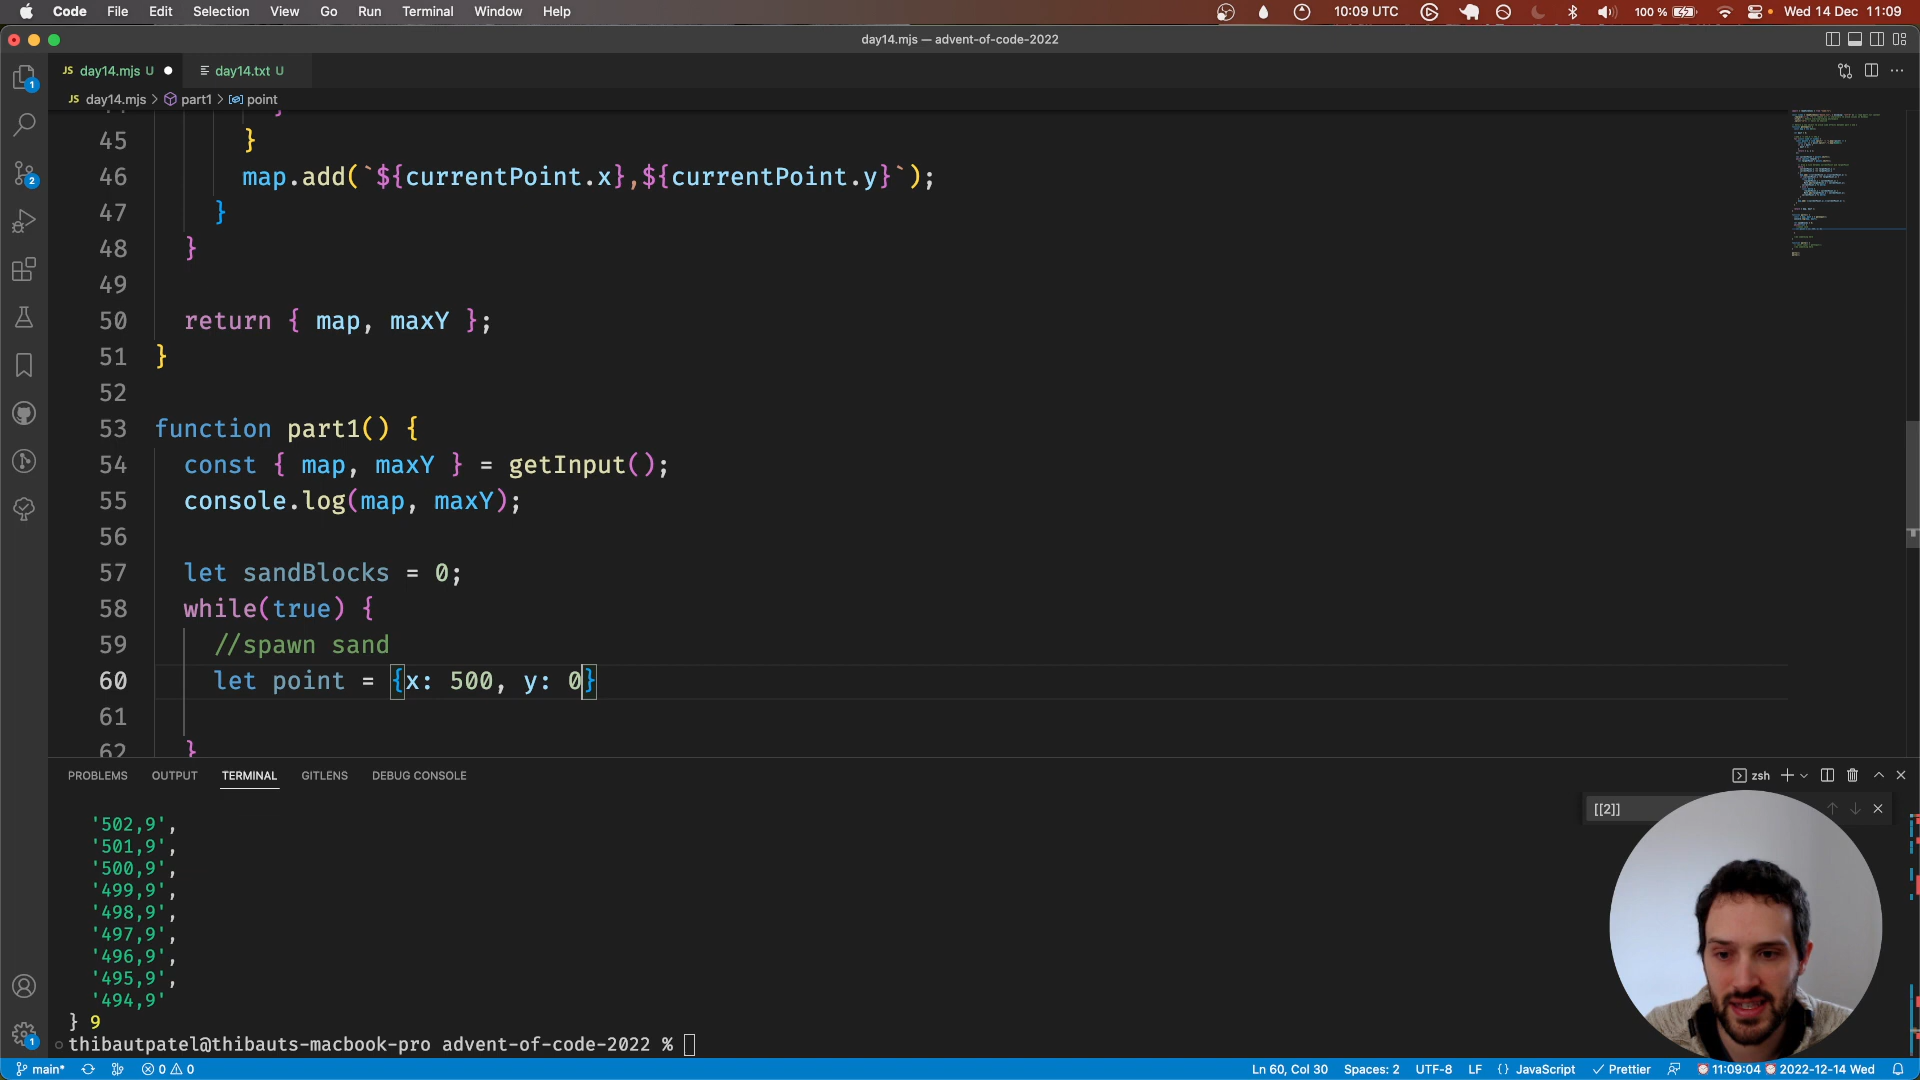 Code File Edit Selection View Go Run Terminal Window Help 10:09 UTC 100 % Wed 14 Dec 11:09
day14.mjs — advent-of-code-2022
JS day14.mjs U day14.txt U
JS day14.mjs > part1 > point
45 }
46 map.add(`${currentPoint.x},${currentPoint.y}`);
47 }
48 }
49
50 return { map, maxY };
51 }
52
53 function part1() {
54 const { map, maxY } = getInput();
55 console.log(map, maxY);
56
57 let sandBlocks = 0;
58 while(true) {
59 //spawn sand
60 let point = {x: 500, y: 0}
61
62 }
PROBLEMS OUTPUT TERMINAL GITLENS DEBUG CONSOLE zsh
[[2]]
'502,9',
'501,9',
'500,9',
'499,9',
'498,9',
'497,9',
'496,9',
'495,9',
'494,9'
} 9
thibautpatel@thibauts-macbook-pro advent-of-code-2022 %
main* 0 0 Ln 60, Col 30 Spaces: 2 UTF-8 LF {} JavaScript Prettier 11:09:04 2022-12-14 Wed